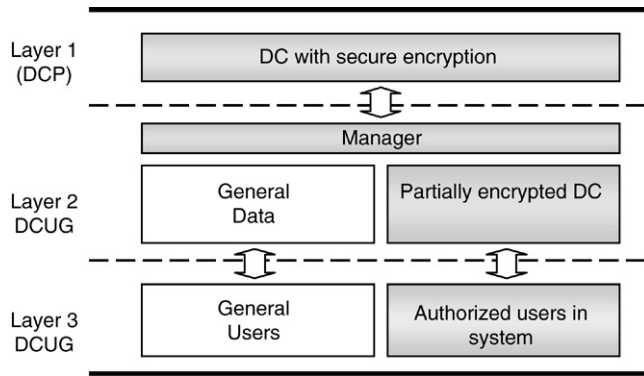 Layer 1
(DCP)
DC with secure encryption
Manager
Layer 2
DCUG
General
Data
Partially encrypted DC
Layer 3
DCUG
General
Users
Authorized users in
system